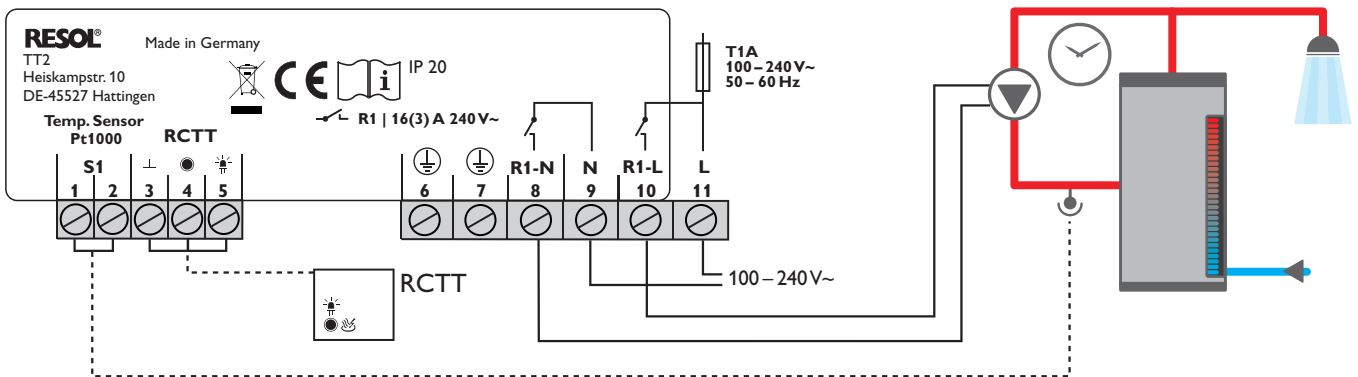 RESOL®
TT2
Heiskampstr. 10
DE-45527 Hattingen
Made in Germany
CE
i
IP 20
R1 | 16(3) A 240 V~
T1A
100 – 240 V~
50 – 60 Hz
Temp. Sensor
Pt1000
RCTT
S1
R1-N
N
R1-L
L
1 2 3 4 5
6 7 8 9 10 11
RCTT
100 – 240 V~